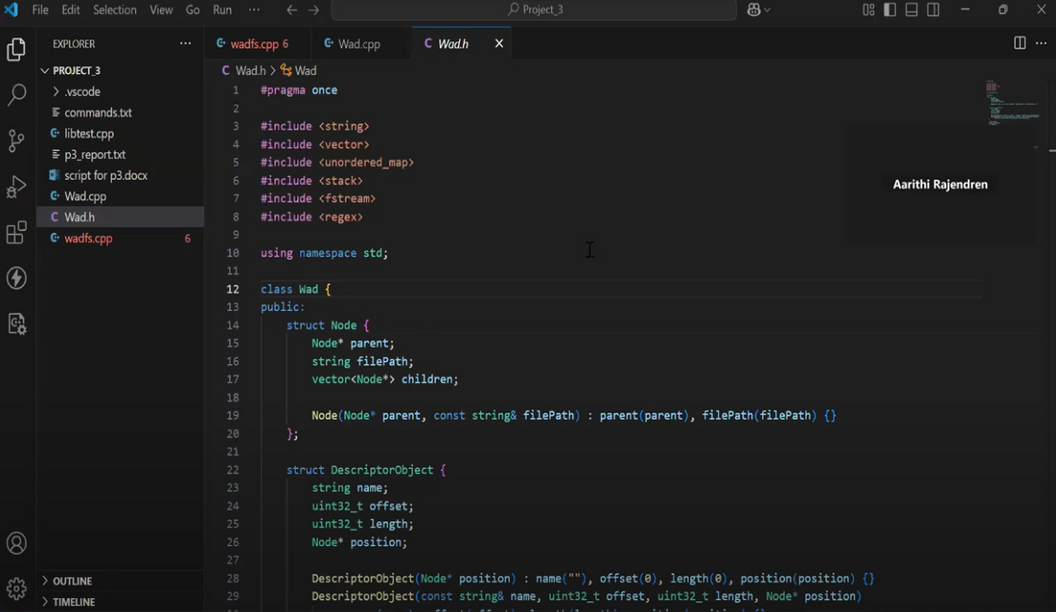 File Edit Selection View Go Run ··· Project_3
EXPLORER ···
PROJECT_3
.vscode
commands.txt
libtest.cpp
p3_report.txt
script for p3.docx
Wad.cpp
Wad.h
wadfs.cpp 6
OUTLINE
TIMELINE
wadfs.cpp 6 Wad.cpp Wad.h
Wad.h > Wad
1 #pragma once
2
3 #include <string>
4 #include <vector>
5 #include <unordered_map>
6 #include <stack>
7 #include <fstream>
8 #include <regex>
9
10 using namespace std;
11
12 class Wad {
13 public:
14 struct Node {
15 Node* parent;
16 string filePath;
17 vector<Node*> children;
18
19 Node(Node* parent, const string& filePath) : parent(parent), filePath(filePath) {}
20 };
21
22 struct DescriptorObject {
23 string name;
24 uint32_t offset;
25 uint32_t length;
26 Node* position;
27
28 DescriptorObject(Node* position) : name(""), offset(0), length(0), position(position) {}
29 DescriptorObject(const string& name, uint32_t offset, uint32_t length, Node* position)
Aarithi Rajendren